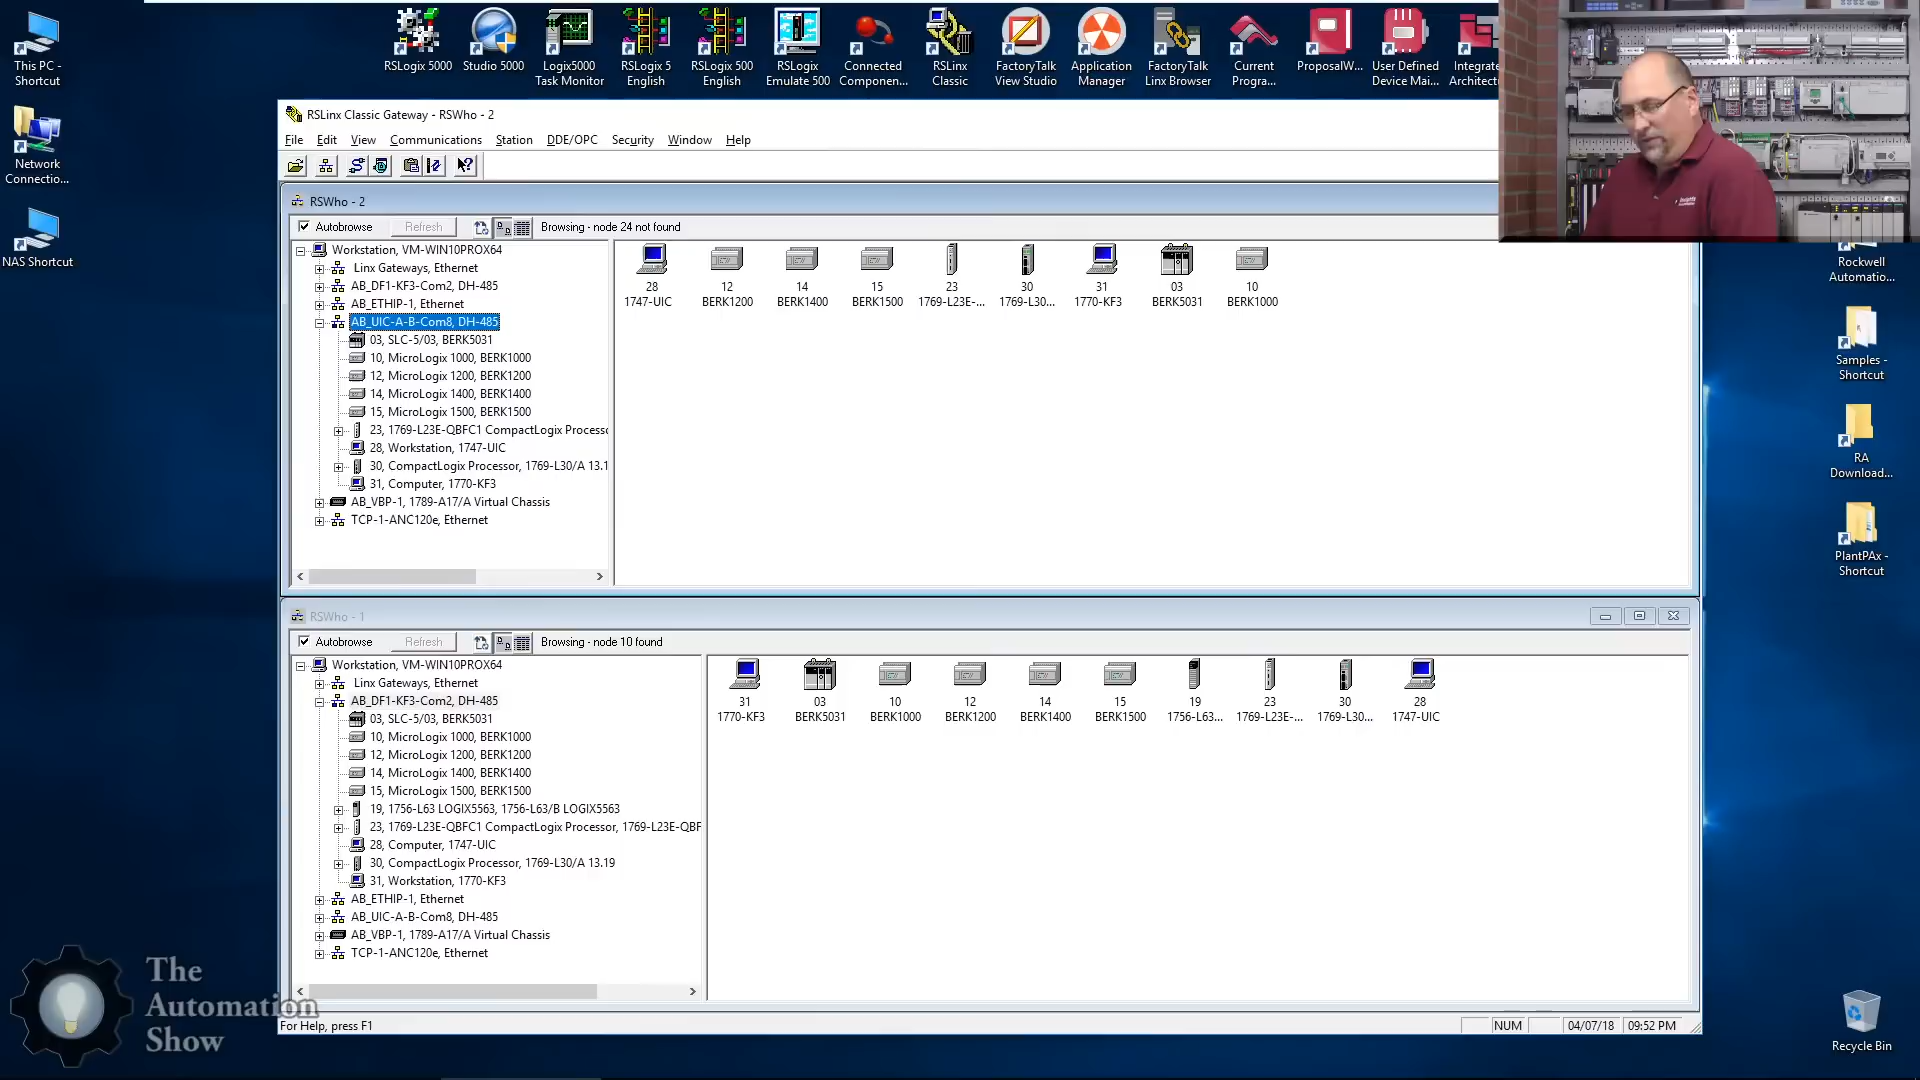 This PC -
Shortcut
Network
Connectio...
NAS Shortcut
RSLogix 5000
Studio 5000
Logix5000
Task Monitor
RSLogix 5
English
RSLogix 500
English
RSLogix
Emulate 500
Connected
Componen...
RSLinx
Classic
FactoryTalk
View Studio
Application
Manager
FactoryTalk
Linx Browser
Current
Progra...
ProposalW...
User Defined
Device Mai...
Integrate
Architect
RSLinx Classic Gateway - RSWho - 2
File Edit View Communications Station DDE/OPC Security Window Help
RSWho - 2
Autobrowse Refresh Browsing - node 24 not found
Workstation, VM-WIN10PROX64
Linx Gateways, Ethernet
AB_DF1-KF3-Com2, DH-485
AB_ETHIP-1, Ethernet
AB_UIC-A-B-Com8, DH-485
03, SLC-5/03, BERK5031
10, MicroLogix 1000, BERK1000
12, MicroLogix 1200, BERK1200
14, MicroLogix 1400, BERK1400
15, MicroLogix 1500, BERK1500
23, 1769-L23E-QBFC1 CompactLogix Processo
28, Workstation, 1747-UIC
30, CompactLogix Processor, 1769-L30/A 13.1
31, Computer, 1770-KF3
AB_VBP-1, 1789-A17/A Virtual Chassis
TCP-1-ANC120e, Ethernet
28 12 14 15 23 30 31 03 10
1747-UIC BERK1200 BERK1400 BERK1500 1769-L23E-... 1769-L30... 1770-KF3 BERK5031 BERK1000
RSWho - 1
Autobrowse Refresh Browsing - node 10 found
Workstation, VM-WIN10PROX64
Linx Gateways, Ethernet
AB_DF1-KF3-Com2, DH-485
03, SLC-5/03, BERK5031
10, MicroLogix 1000, BERK1000
12, MicroLogix 1200, BERK1200
14, MicroLogix 1400, BERK1400
15, MicroLogix 1500, BERK1500
19, 1756-L63 LOGIX5563, 1756-L63/B LOGIX5563
23, 1769-L23E-QBFC1 CompactLogix Processor, 1769-L23E-QBF
28, Computer, 1747-UIC
30, CompactLogix Processor, 1769-L30/A 13.19
31, Workstation, 1770-KF3
AB_ETHIP-1, Ethernet
AB_UIC-A-B-Com8, DH-485
AB_VBP-1, 1789-A17/A Virtual Chassis
TCP-1-ANC120e, Ethernet
31 03 10 12 14 15 19 23 30 28
1770-KF3 BERK5031 BERK1000 BERK1200 BERK1400 BERK1500 1756-L63... 1769-L23E-... 1769-L30... 1747-UIC
For Help, press F1
NUM 04/07/18 09:52 PM
Rockwell
Automatio...
Samples -
Shortcut
RA
Download...
PlantPAx -
Shortcut
Recycle Bin
The
Automation
Show